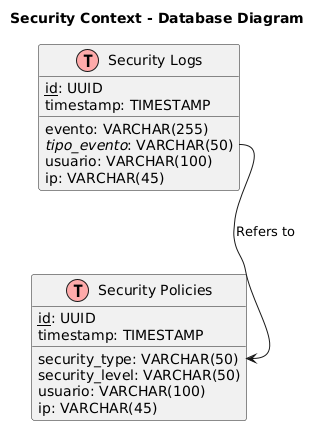 Security Context - Database Diagram
T Security Logs
id: UUID
timestamp: TIMESTAMP
evento: VARCHAR(255)
tipo_evento: VARCHAR(50)
usuario: VARCHAR(100)
ip: VARCHAR(45)
Refers to
T Security Policies
id: UUID
timestamp: TIMESTAMP
security_type: VARCHAR(50)
security_level: VARCHAR(50)
usuario: VARCHAR(100)
ip: VARCHAR(45)